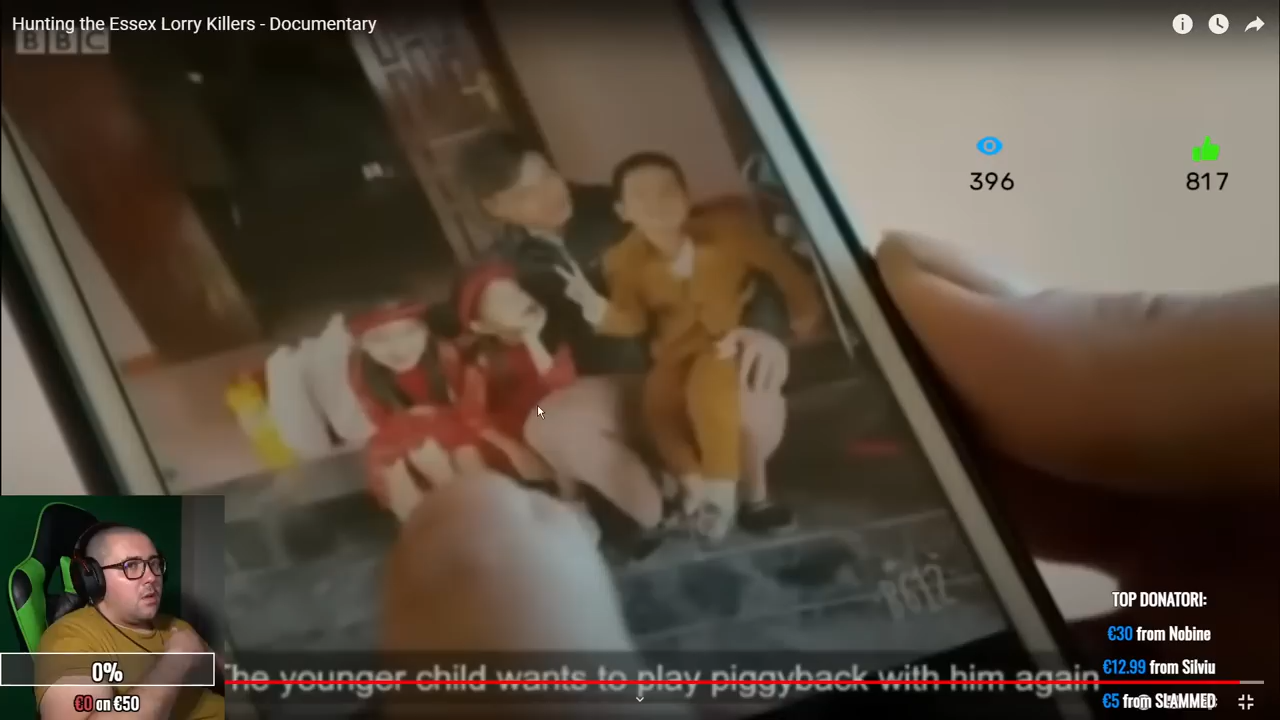 Hunting the Essex Lorry Killers - Documentary
BBC
396
817
TOP DONATORI:
€30 from Nobine
€12.99 from Silviu
€5 from SLAMMED
0%
€0 on €50
The younger child wants to play piggyback with him again